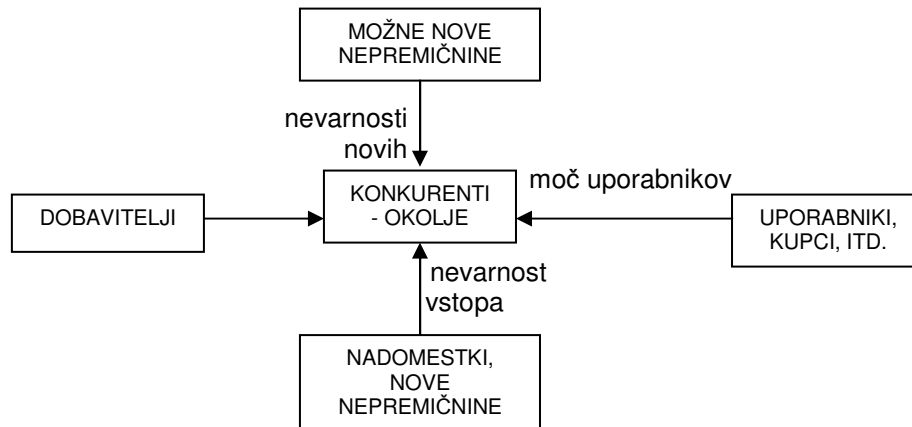 MOŽNE NOVE
NEPREMIČNINE
nevarnosti
novih
moč uporabnikov
DOBAVITELJI
KONKURENTI
- OKOLJE
UPORABNIKI,
KUPCI, ITD.
nevarnost
vstopa
NADOMESTKI,
NOVE
NEPREMIČNINE